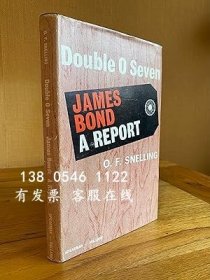 Double O Seven
JAMES
BOND
A REPORT
O. F. SNELLING
138 0546 1122
有发票 客服在线
O. F. SNELLING
Double O Seven
James Bond